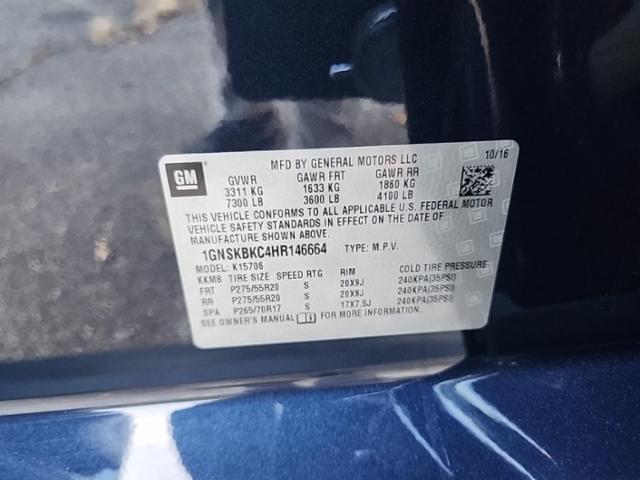 GM
MFD BY GENERAL MOTORS LLC 10/16
GVWR GAWR FRT GAWR RR
3311 KG 1633 KG 1860 KG
7300 LB 3600 LB 4100 LB
THIS VEHICLE CONFORMS TO ALL APPLICABLE U.S. FEDERAL MOTOR
VEHICLE SAFETY STANDARDS IN EFFECT ON THE DATE OF
MANUFACTURE SHOWN ABOVE.
1GNSKBKC4HR146664 TYPE: M.P.V.
MODEL: K15706
KKM8 TIRE SIZE SPEED RTG RIM COLD TIRE PRESSURE
FRT P275/55R20 S 20X9J 240KPA(35PSI)
RR P275/55R20 S 20X9J 240KPA(35PSI)
SPA P265/70R17 S 17X7.5J 240KPA(35PSI)
SEE OWNER'S MANUAL FOR MORE INFORMATION